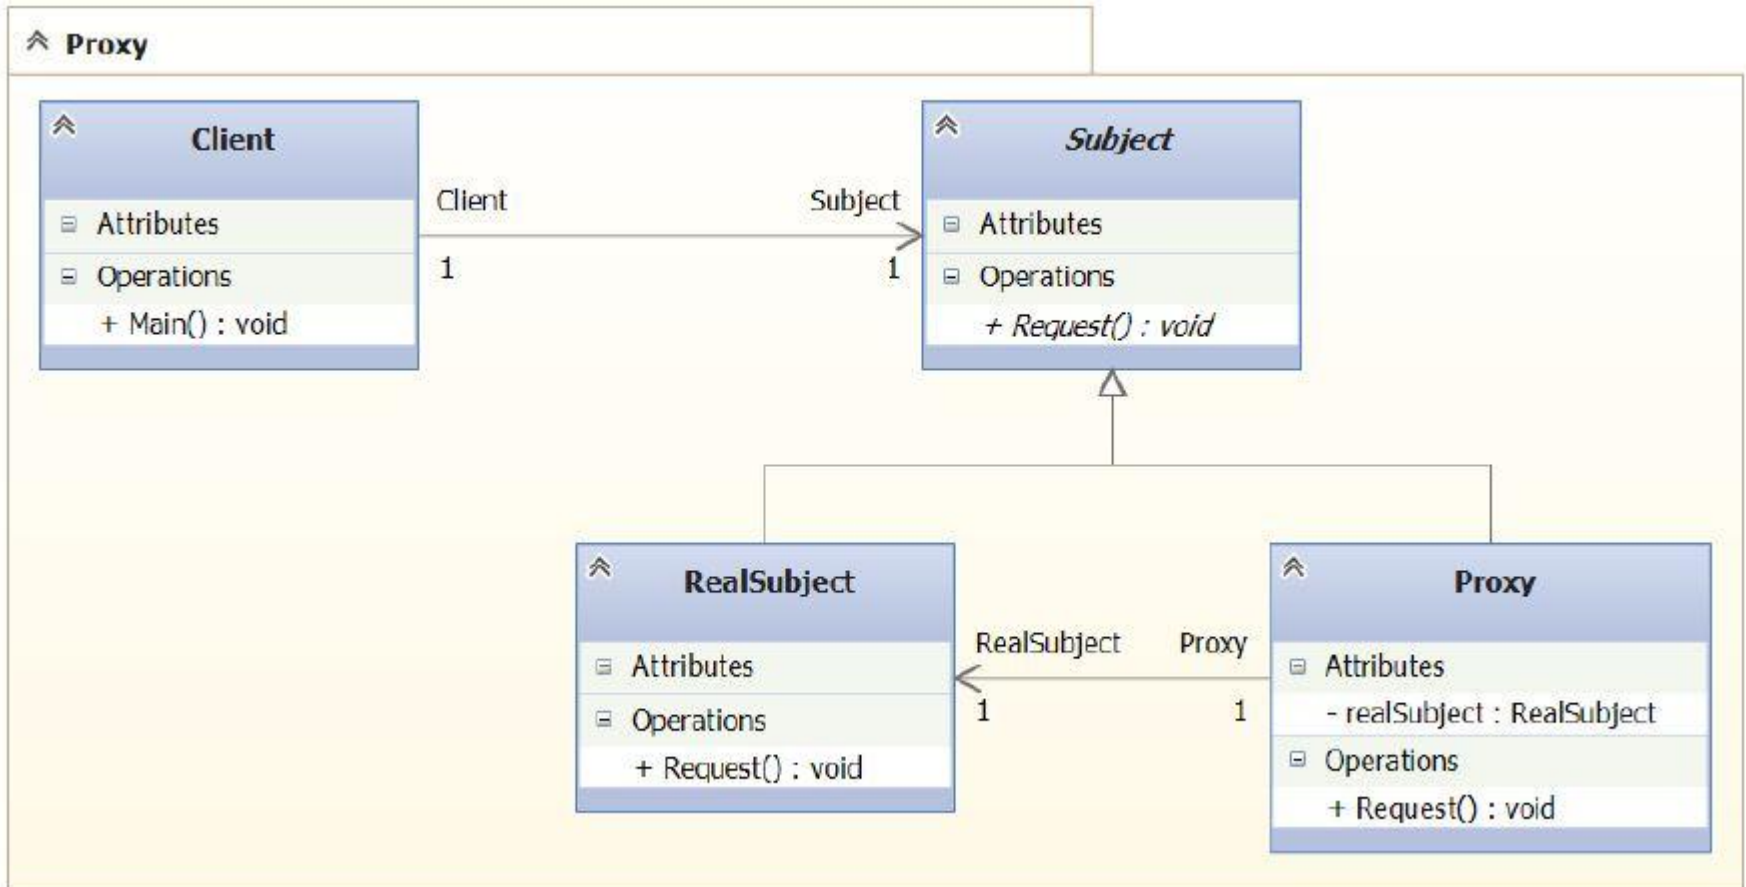 Proxy
Client
Attributes
Operations
+ Main() : void
Client
1
Subject
1
Subject
Attributes
Operations
+ Request() : void
RealSubject
Attributes
Operations
+ Request() : void
RealSubject
1
Proxy
1
Proxy
Attributes
- realSubject : RealSubject
Operations
+ Request() : void